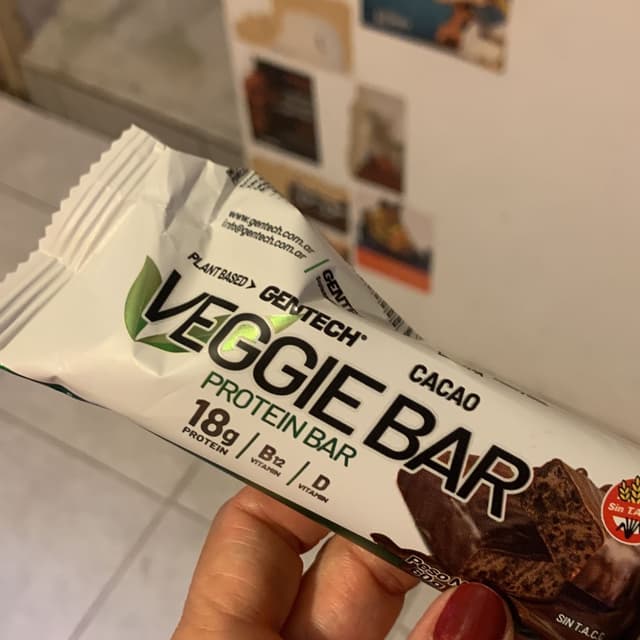 www.gentech.com.ar
info@gentech.com.ar
PLANT BASED> GENTECH®
VEGGIE BAR
CACAO
PROTEIN BAR
18g
PROTEIN
B12
VITAMIN
D
VITAMIN
Sin T.A.
SIN T.A.C.